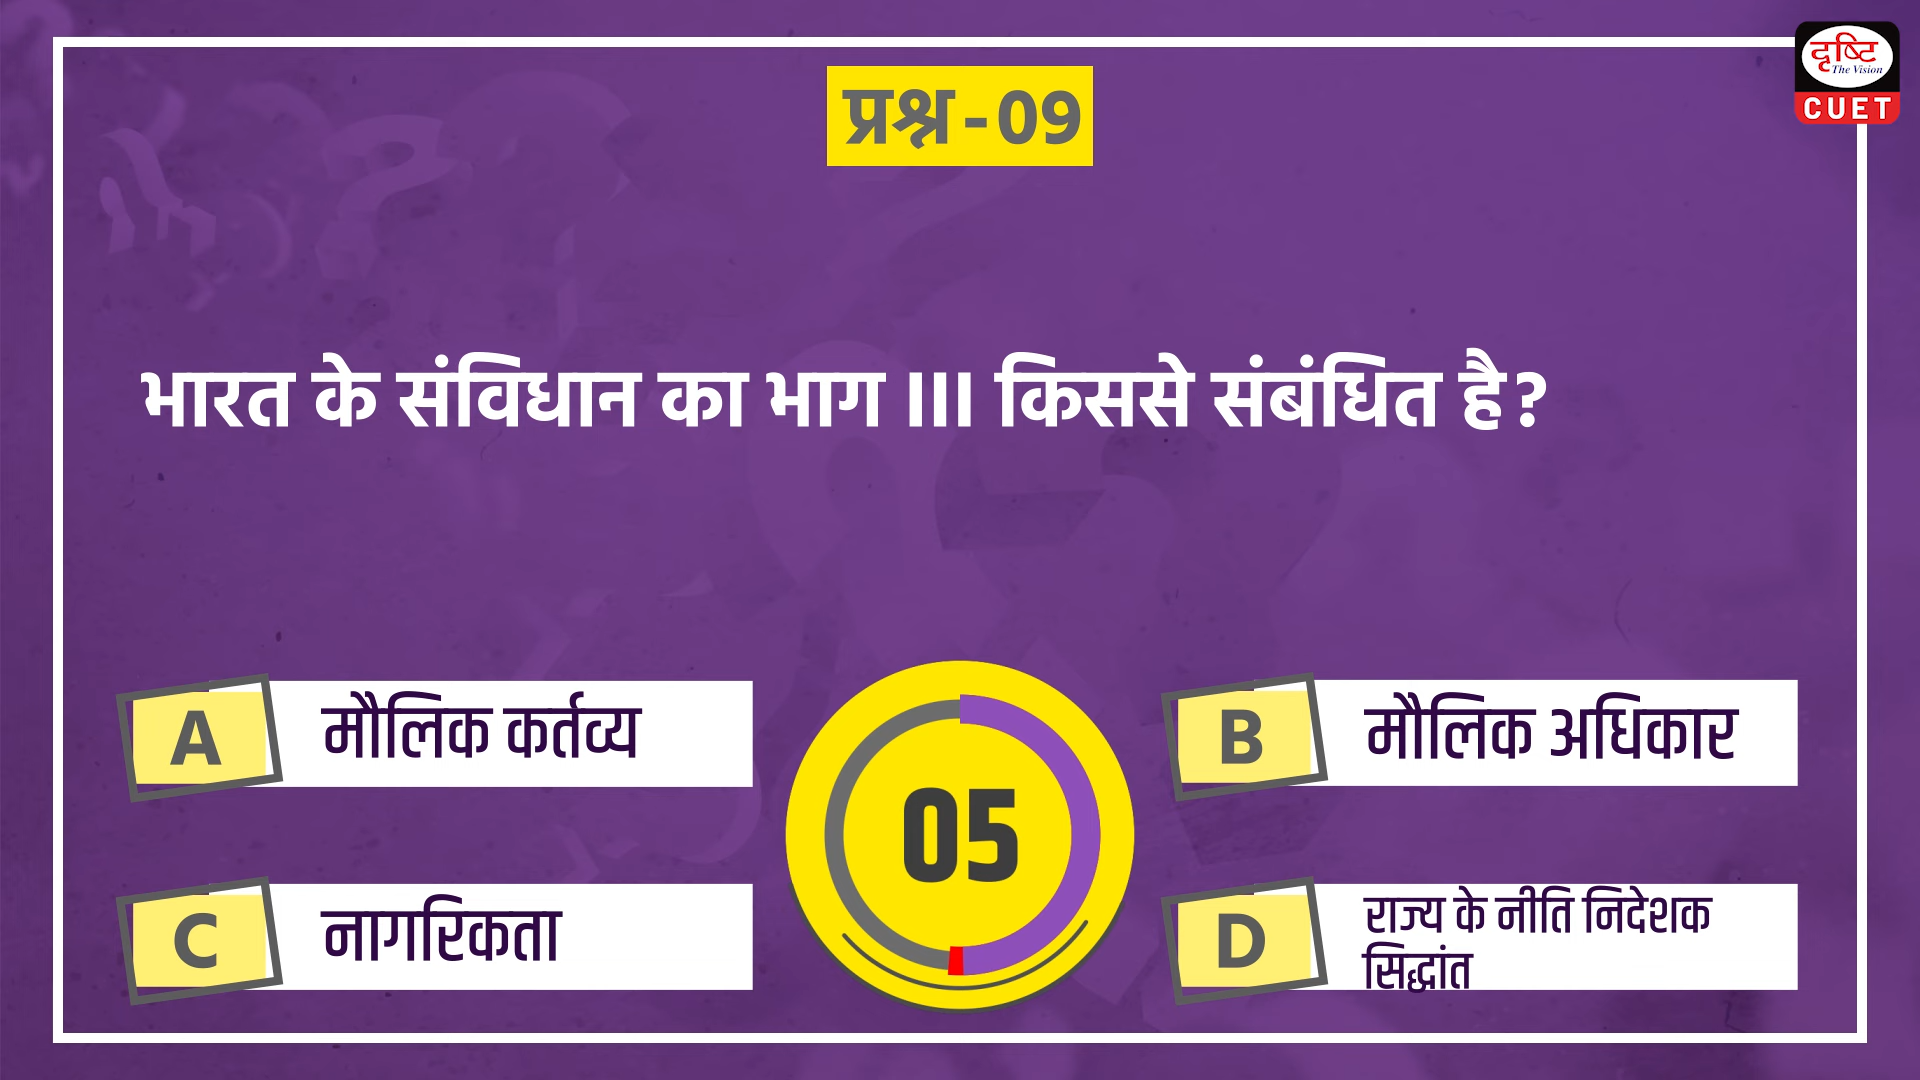 दृष्टि
The Vision
CUET
प्रश्न - 09
भारत के संविधान का भाग III किससे संबंधित है?
A मौलिक कर्तव्य
B मौलिक अधिकार
05
C नागरिकता
D राज्य के नीति निदेशक
सिद्धांत